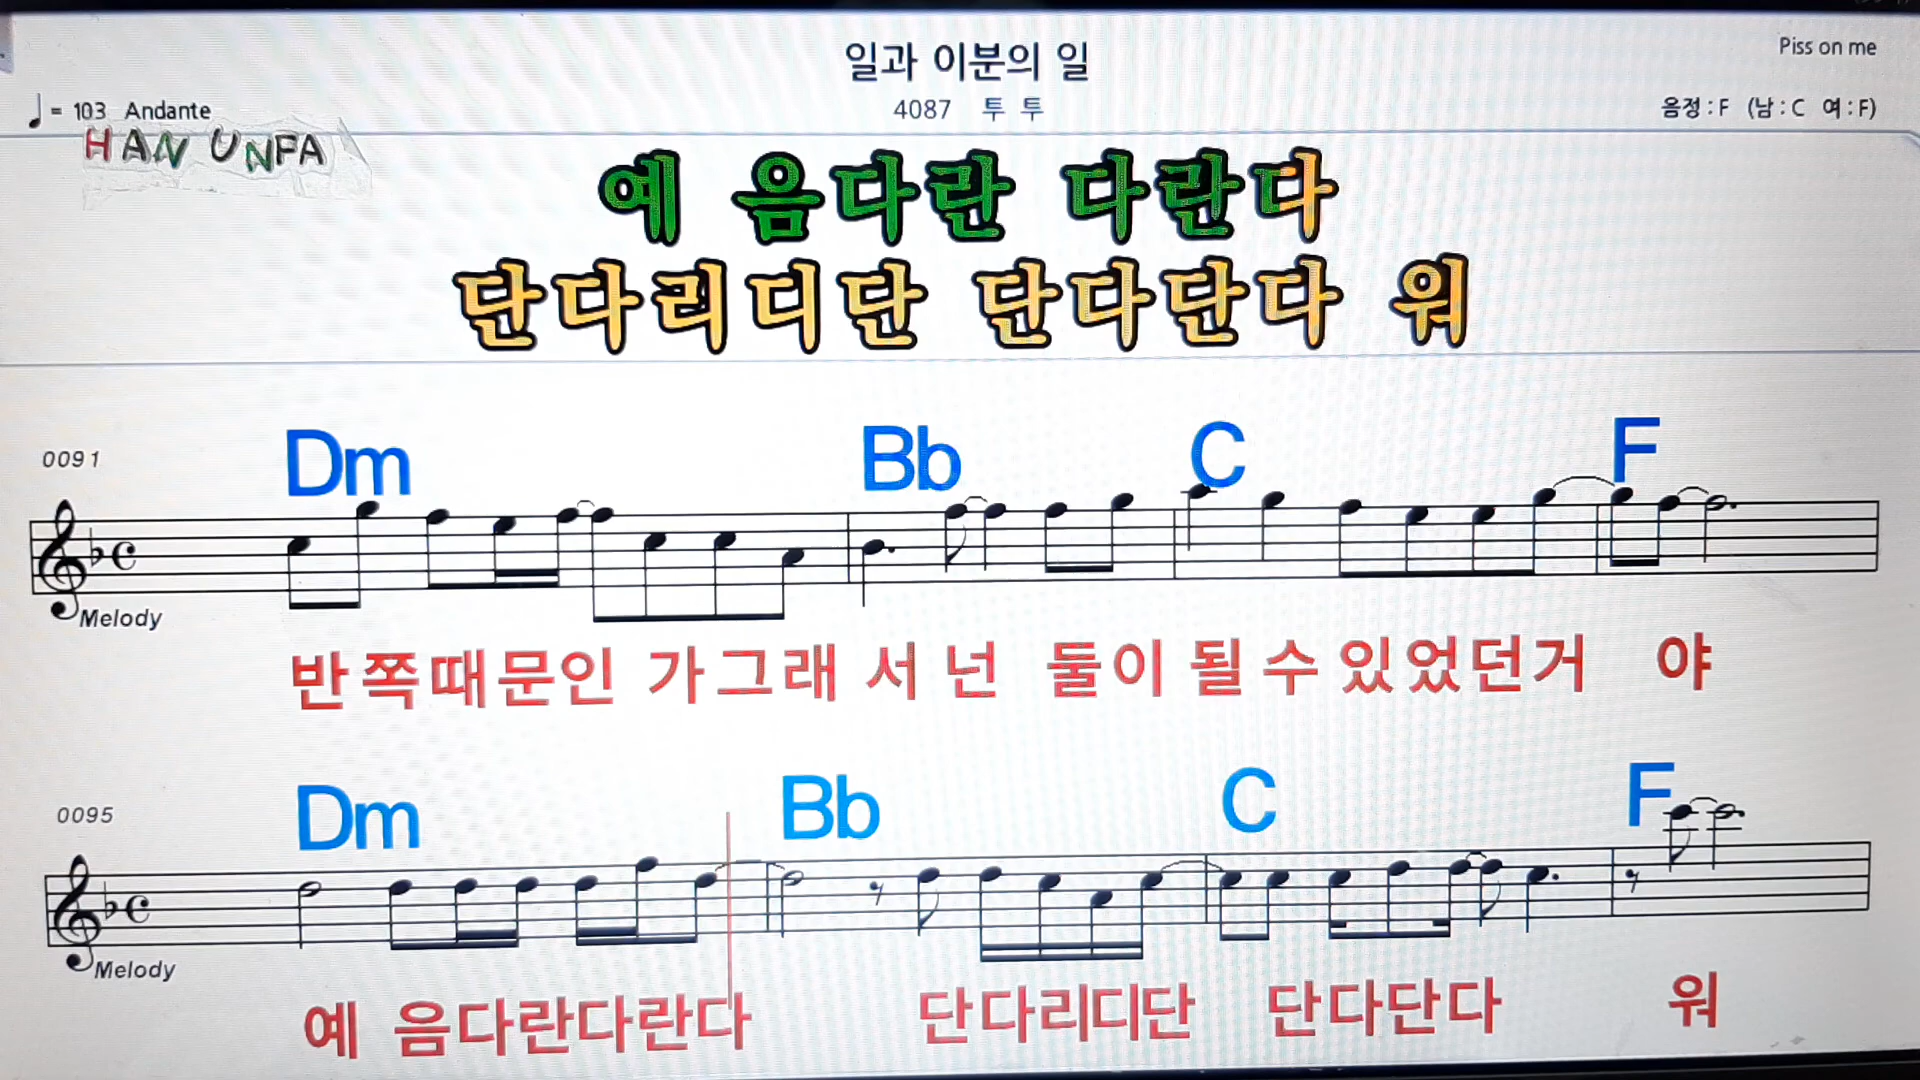 일과 이분의 일
Piss on me
♩= 103 Andante
4087 투 투
음정:F (남:C 여:F)
HAN UNFA
예 음다란 다란다
단다리디단 단다단다 워
0091
Dm Bb C F
Melody
반쪽때문인 가그래 서 넌 둘이 될 수 있었던거 야
0095
Dm Bb C F
Melody
예 음다란다란다 단다리디단 단다단다 워